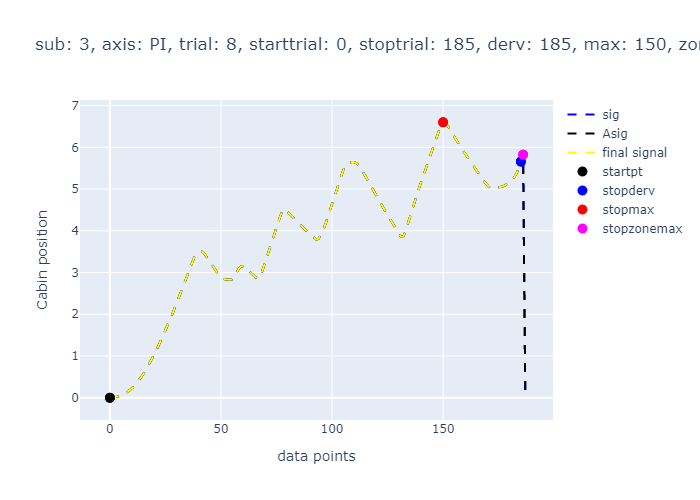 sub: 3, axis: PI, trial: 8, starttrial: 0, stoptrial: 185, derv: 185, max: 150,
7
6
5
4
3
2
1
0
Cabin position
0 50 100 150
data points
sig
Asig
final signal
startpt
stopderv
stopmax
stopzonemax